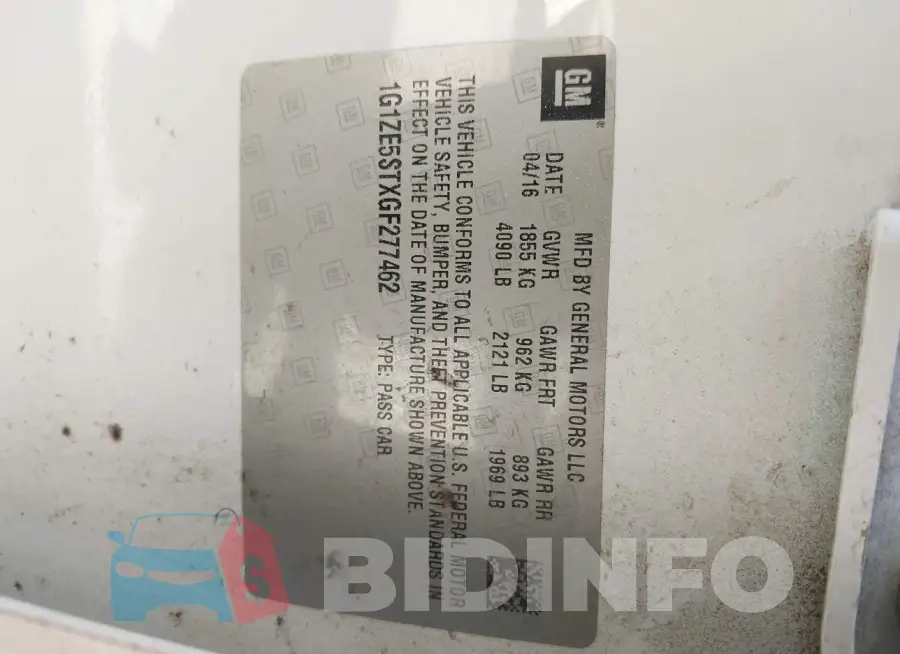 GM
MFD BY GENERAL MOTORS LLC
DATE GVWR GAWR FRT GAWR RR
04/16 1855 KG 962 KG 893 KG
4090 LB 2121 LB 1969 LB
THIS VEHICLE CONFORMS TO ALL APPLICABLE U.S. FEDERAL MOTOR
VEHICLE SAFETY, BUMPER, AND THEFT PREVENTION STANDARDS IN
EFFECT ON THE DATE OF MANUFACTURE SHOWN ABOVE.
1G1ZE5STXGF277462 TYPE: PASS CAR
BIDINFO